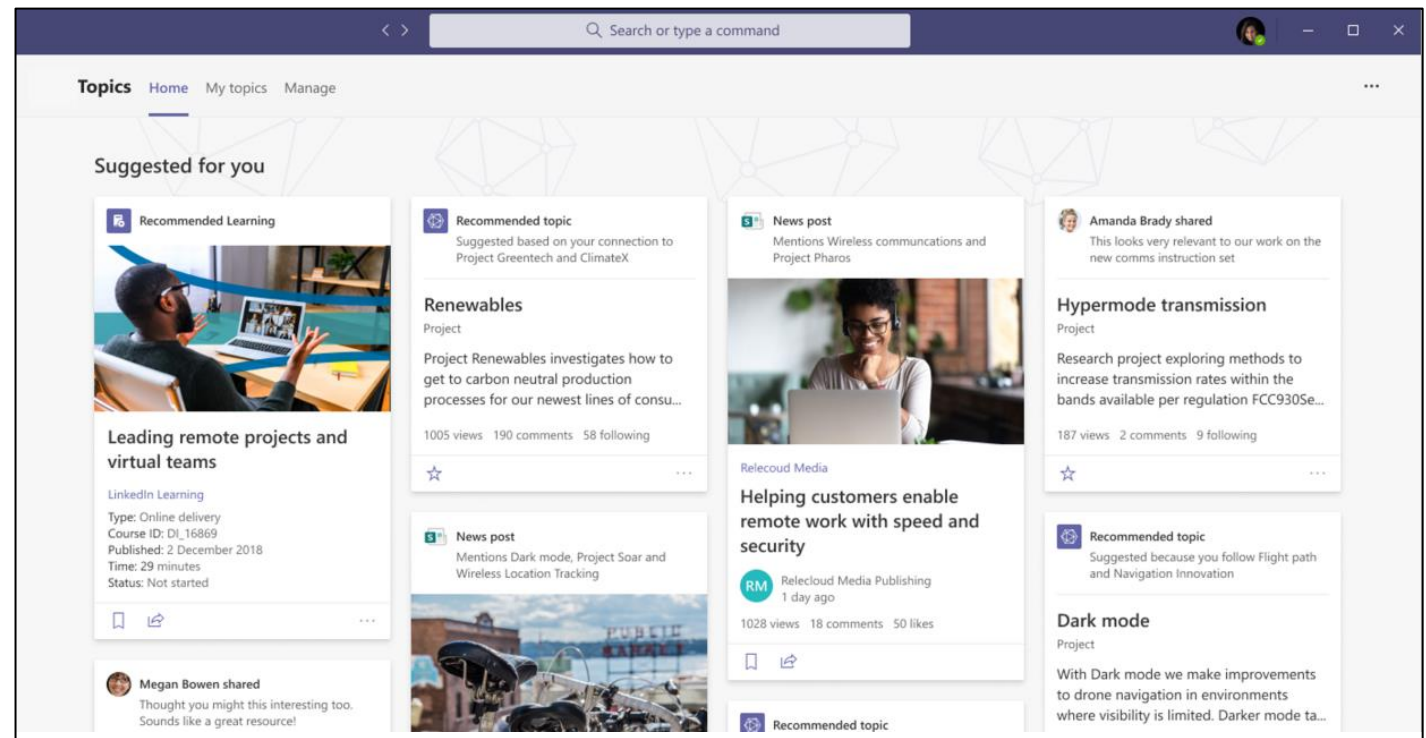 Search or type a command
Topics Home My topics Manage
Suggested for you
Recommended Learning
Leading remote projects and
virtual teams
LinkedIn Learning
Type: Online delivery
Course ID: DI_16869
Published: 2 December 2018
Time: 29 minutes
Status: Not started
Megan Bowen shared
Thought you might this interesting too.
Sounds like a great resource!
Recommended topic
Suggested based on your connection to
Project Greentech and ClimateX
Renewables
Project
Project Renewables investigates how to
get to carbon neutral production
processes for our newest lines of consu...
1005 views 190 comments 58 following
News post
Mentions Dark mode, Project Soar and
Wireless Location Tracking
PUBLIC
MARKET
News post
Mentions Wireless communcations and
Project Pharos
Relecoud Media
Helping customers enable
remote work with speed and
security
RM
Relecloud Media Publishing
1 day ago
1028 views 18 comments 50 likes
Recommended topic
Amanda Brady shared
This looks very relevant to our work on the
new comms instruction set
Hypermode transmission
Project
Research project exploring methods to
increase transmission rates within the
bands available per regulation FCC930Se...
187 views 2 comments 9 following
Recommended topic
Suggested because you follow Flight path
and Navigation Innovation
Dark mode
Project
With Dark mode we make improvements
to drone navigation in environments
where visibility is limited. Darker mode ta...